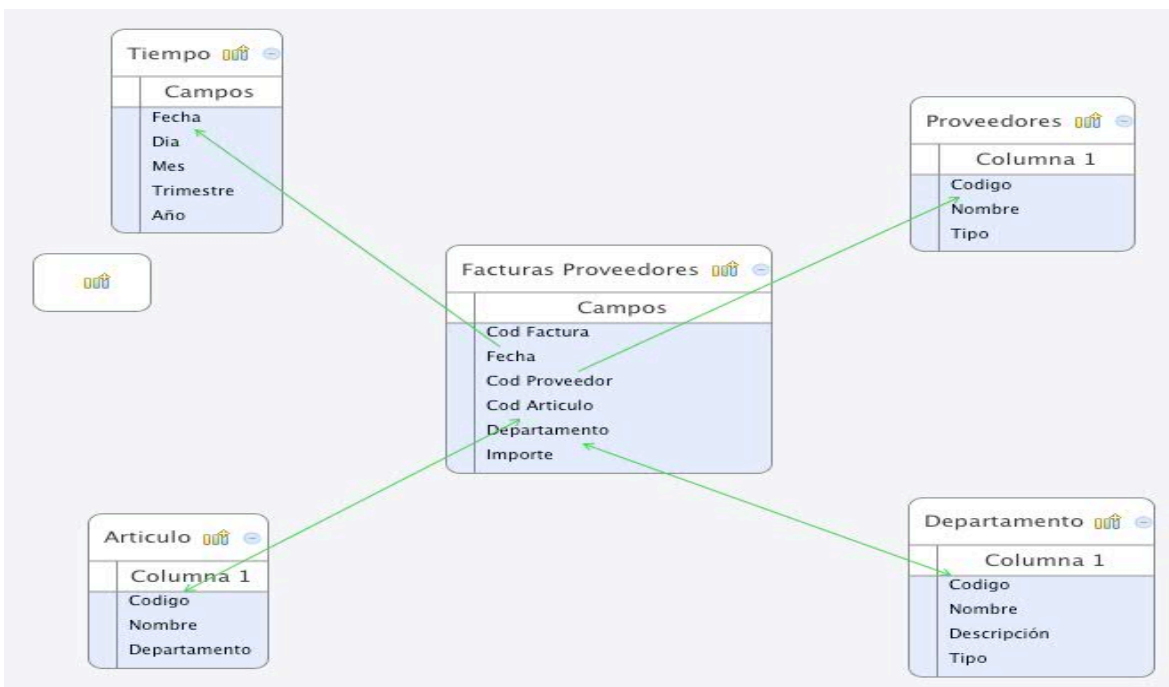 Tiempo
Campos
Fecha
Dia
Mes
Trimestre
Año
Proveedores
Columna 1
Codigo
Nombre
Tipo
Facturas Proveedores
Campos
Cod Factura
Fecha
Cod Proveedor
Cod Articulo
Departamento
Importe
Articulo
Columna 1
Codigo
Nombre
Departamento
Departamento
Columna 1
Codigo
Nombre
Descripción
Tipo